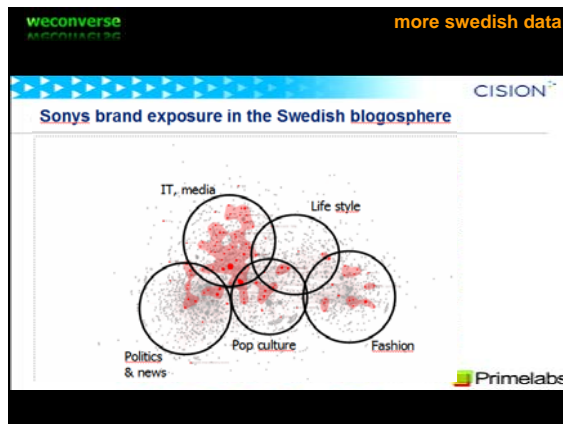 weconverse
more swedish data
CISION
Sonys brand exposure in the Swedish blogosphere
IT, media
Life style
Pop culture
Fashion
Politics
& news
Primelabs